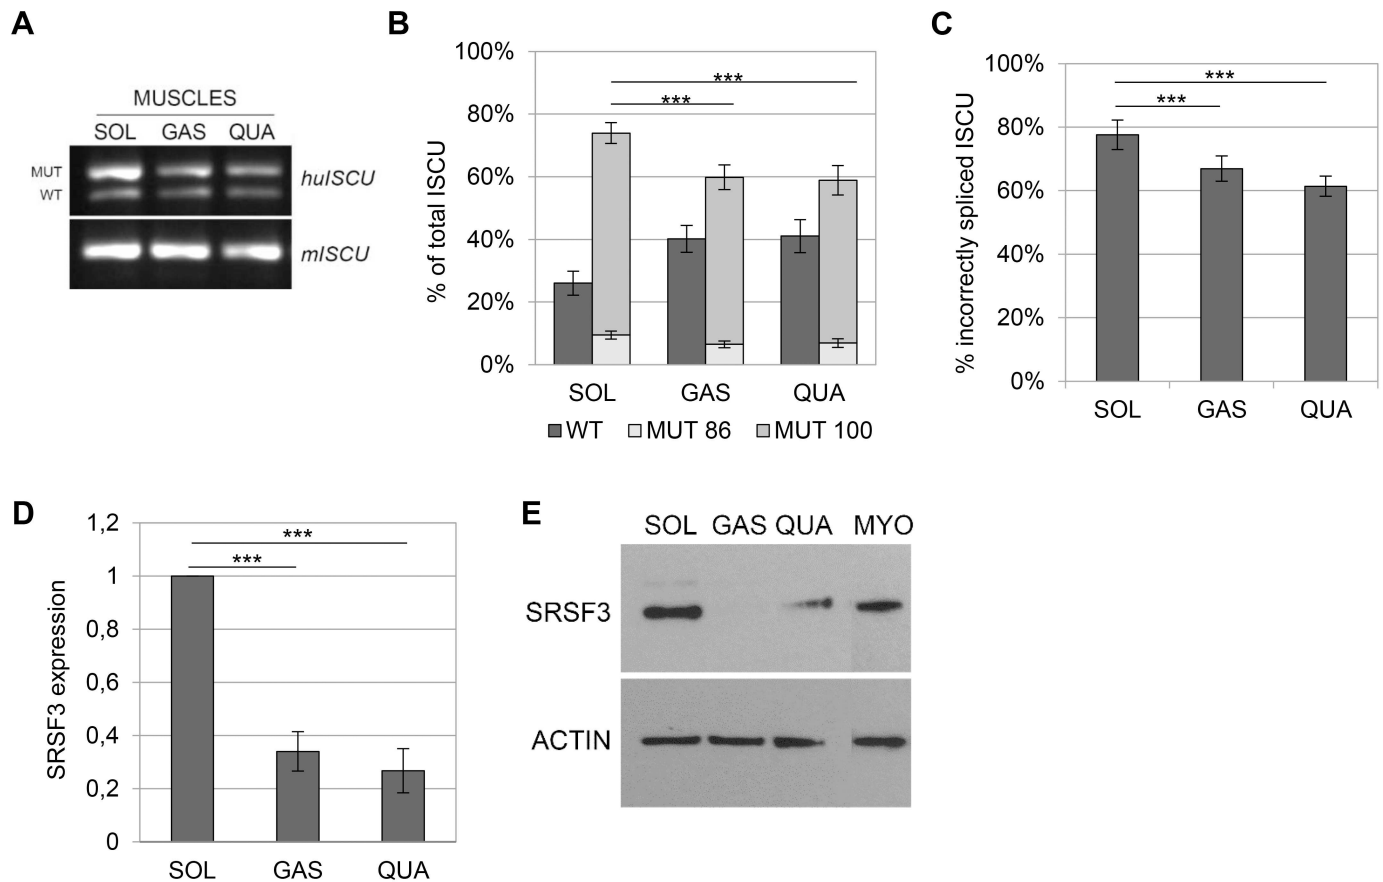 A
MUSCLES
SOL GAS QUA
MUT
WT
huISCU
mISCU
B
% of total ISCU
100%
80%
60%
40%
20%
0%
***
***
SOL GAS QUA
WT MUT 86 MUT 100
C
% incorrectly spliced ISCU
100%
80%
60%
40%
20%
0%
***
***
SOL GAS QUA
D
SRSF3 expression
1,2
1
0,8
0,6
0,4
0,2
0
***
***
SOL GAS QUA
E
SOL GAS QUA MYO
SRSF3
ACTIN